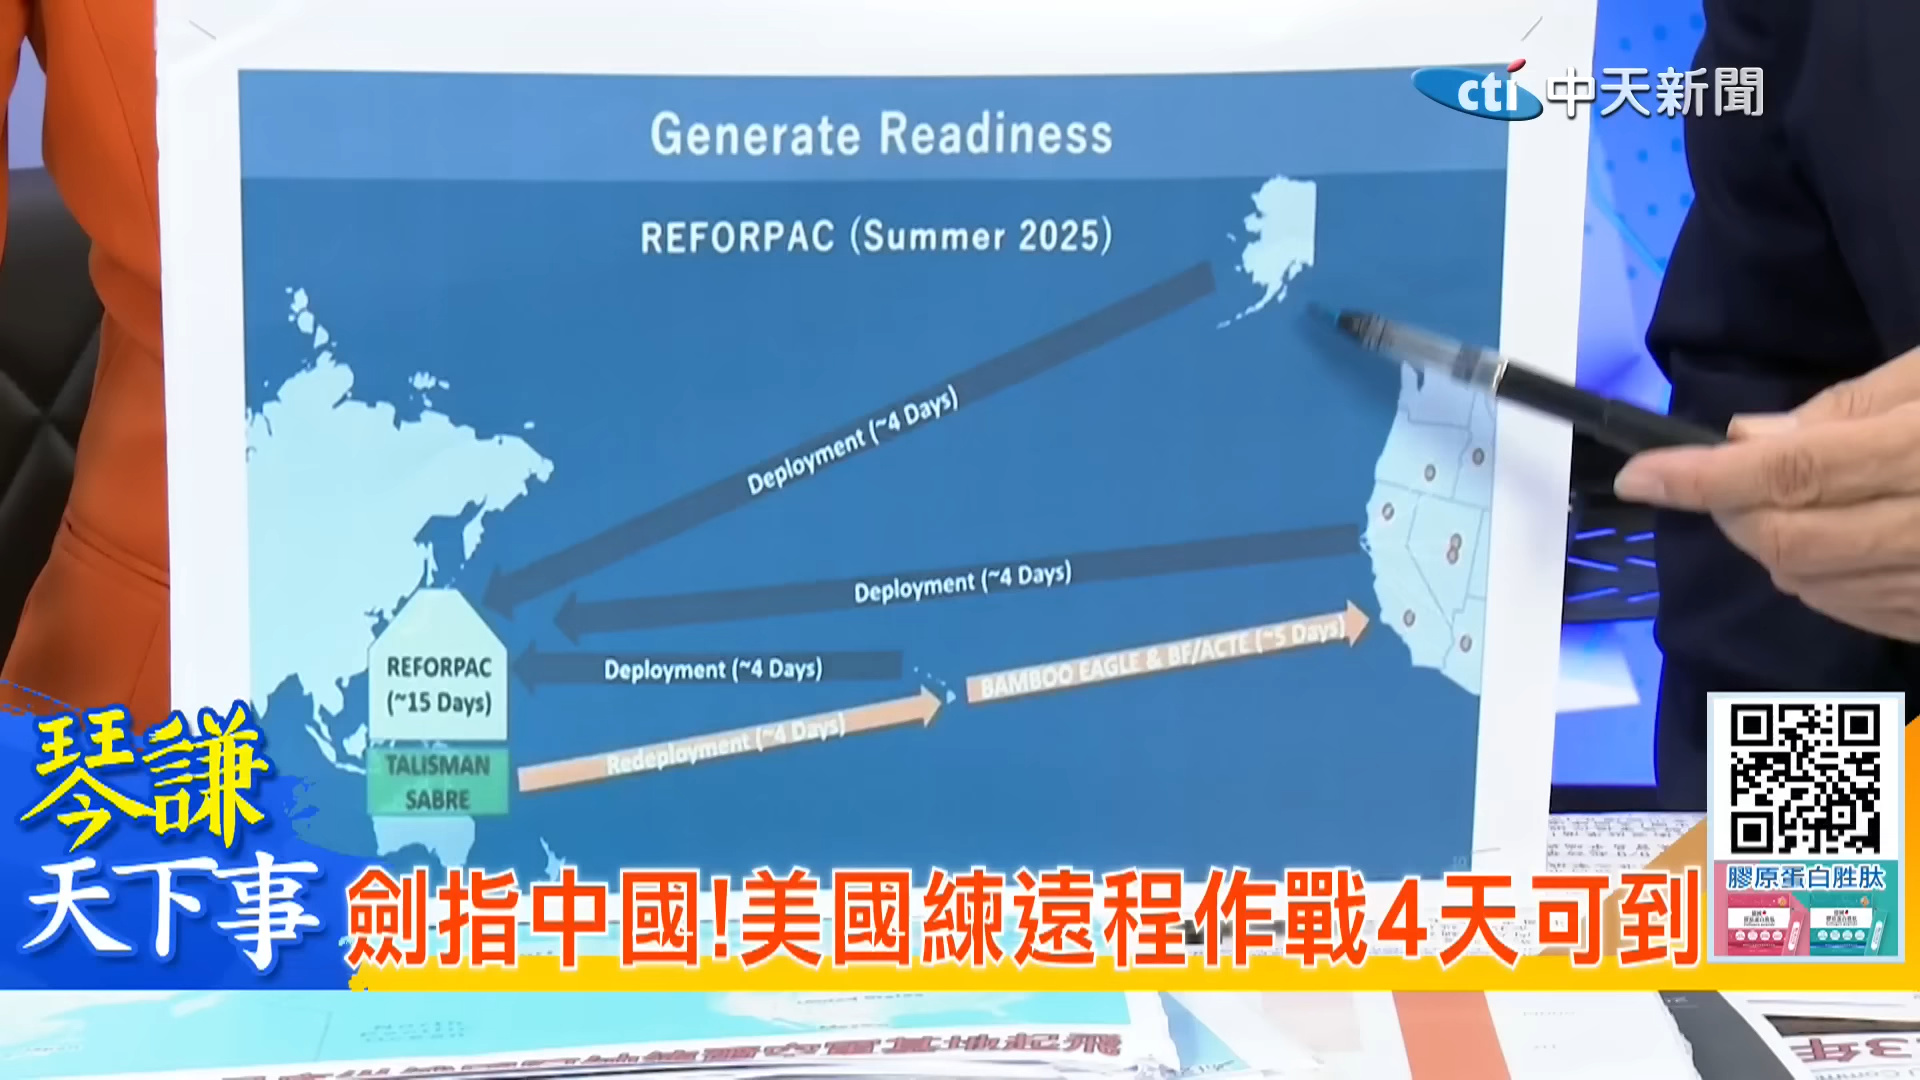 cti 中天新聞
Generate Readiness
REFORPAC (Summer 2025)
Deployment (~4 Days)
Deployment (~4 Days)
Deployment (~4 Days)
BAMBOO EAGLE & BF/ACTE (~5 Days)
Redeployment (~4 Days)
REFORPAC
(~15 Days)
TALISMAN
SABRE
琴謙
天下事
劍指中國!美國練遠程作戰4天可到
膠原蛋白胜肽